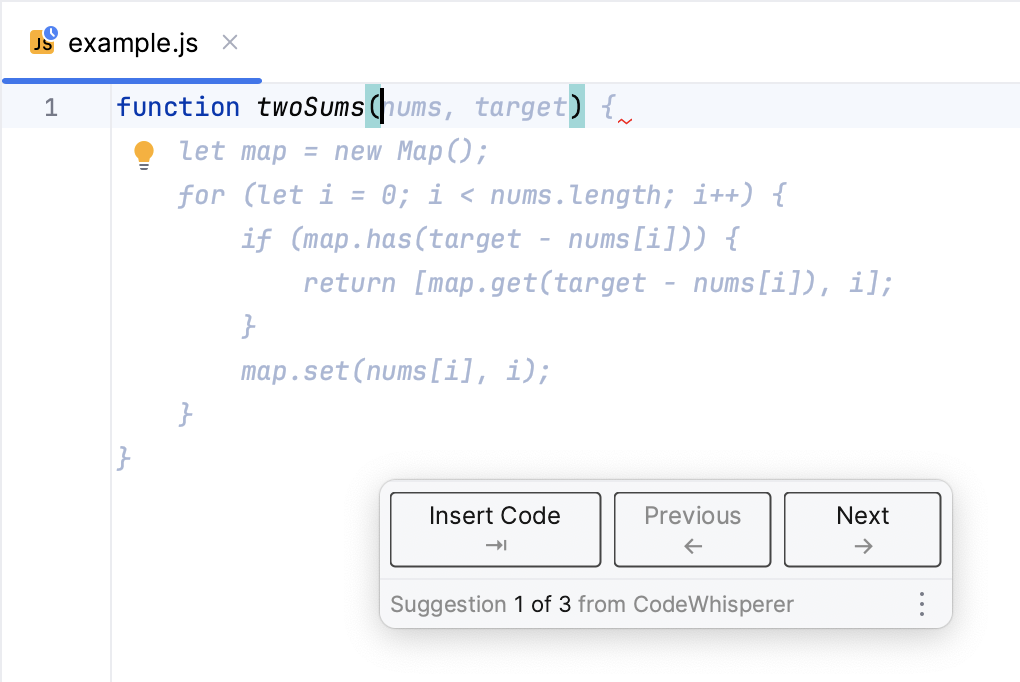 JS example.js
1 function twoSums(nums, target) {
let map = new Map();
for (let i = 0; i < nums.length; i++) {
if (map.has(target - nums[i])) {
return [map.get(target - nums[i]), i];
}
map.set(nums[i], i);
}
}
Insert Code Previous Next
Suggestion 1 of 3 from CodeWhisperer